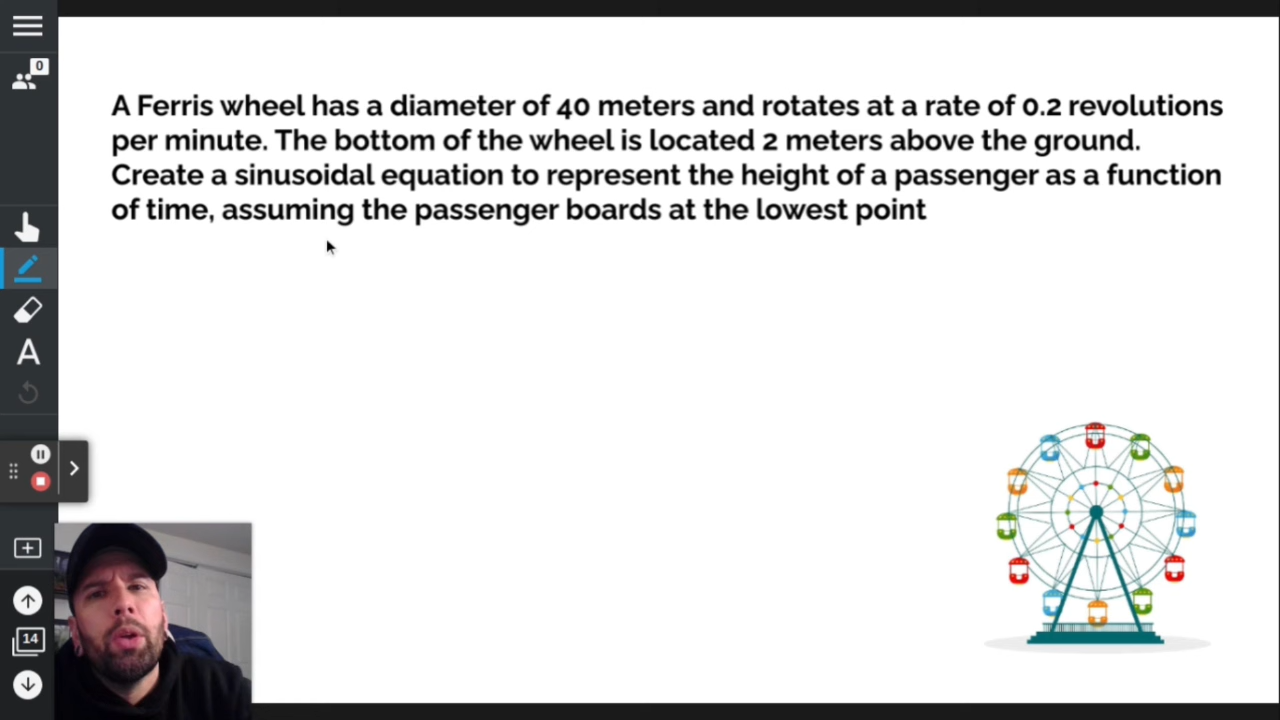 0
A Ferris wheel has a diameter of 40 meters and rotates at a rate of 0.2 revolutions
per minute. The bottom of the wheel is located 2 meters above the ground.
Create a sinusoidal equation to represent the height of a passenger as a function
of time, assuming the passenger boards at the lowest point
A
14